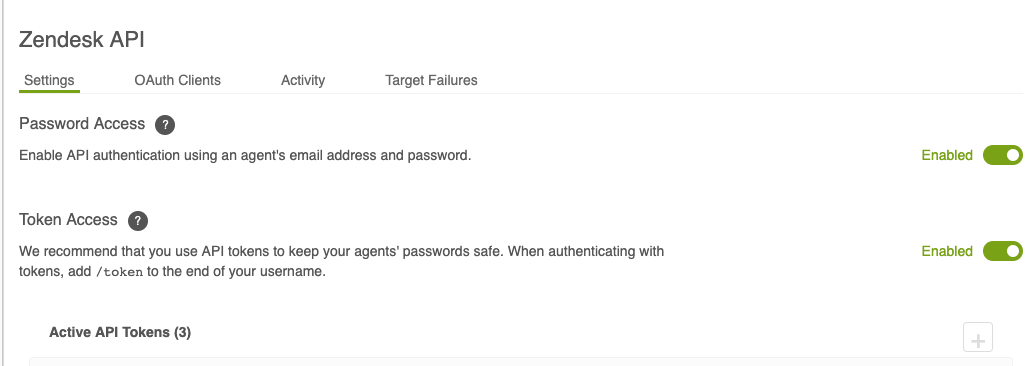 Zendesk API
Settings OAuth Clients Activity Target Failures
Password Access ?
Enable API authentication using an agent's email address and password. Enabled
Token Access ?
We recommend that you use API tokens to keep your agents' passwords safe. When authenticating with Enabled
tokens, add /token to the end of your username.
Active API Tokens (3) +